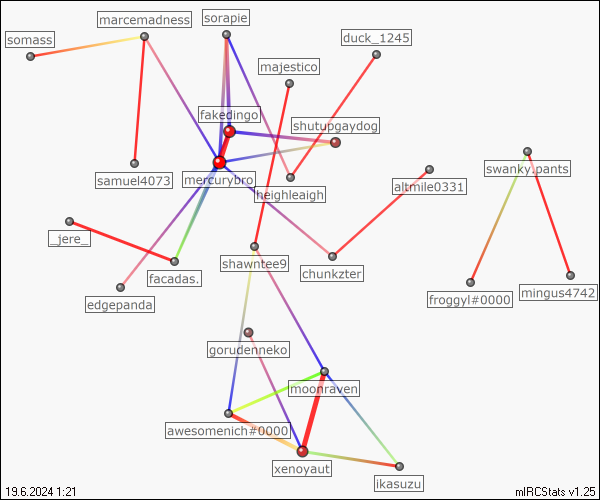 sorapie
marcemadness
somass
duck_1245
majestico
fakedingo
shutupgaydog
swanky.pants
samuel4073
mercurybro
altmile0331
heighleaigh
_jere_
shawntee9
chunkzter
facadas.
edgepanda
froggyl#0000
mingus4742
gorudenneko
moonraven
awesomenich#0000
xenoyaut
ikasuzu
19.6.2024 1:21
mIRCStats v1.25